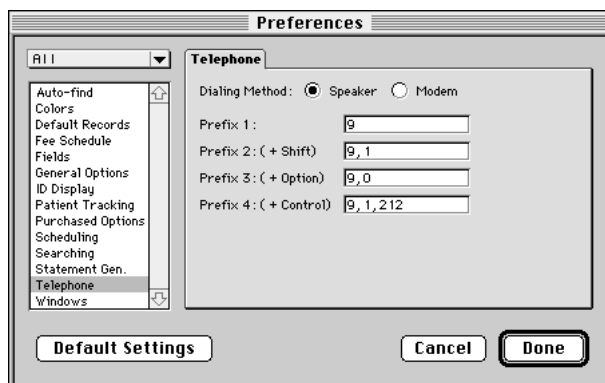 Preferences
All
Auto-find
Colors
Default Records
Fee Schedule
Fields
General Options
ID Display
Patient Tracking
Purchased Options
Scheduling
Searching
Statement Gen.
Telephone
Windows
Telephone
Dialing Method: Speaker Modem
Prefix 1: 9
Prefix 2: ( + Shift) 9,1
Prefix 3: ( + Option) 9,0
Prefix 4: ( + Control) 9,1,212
Default Settings Cancel Done